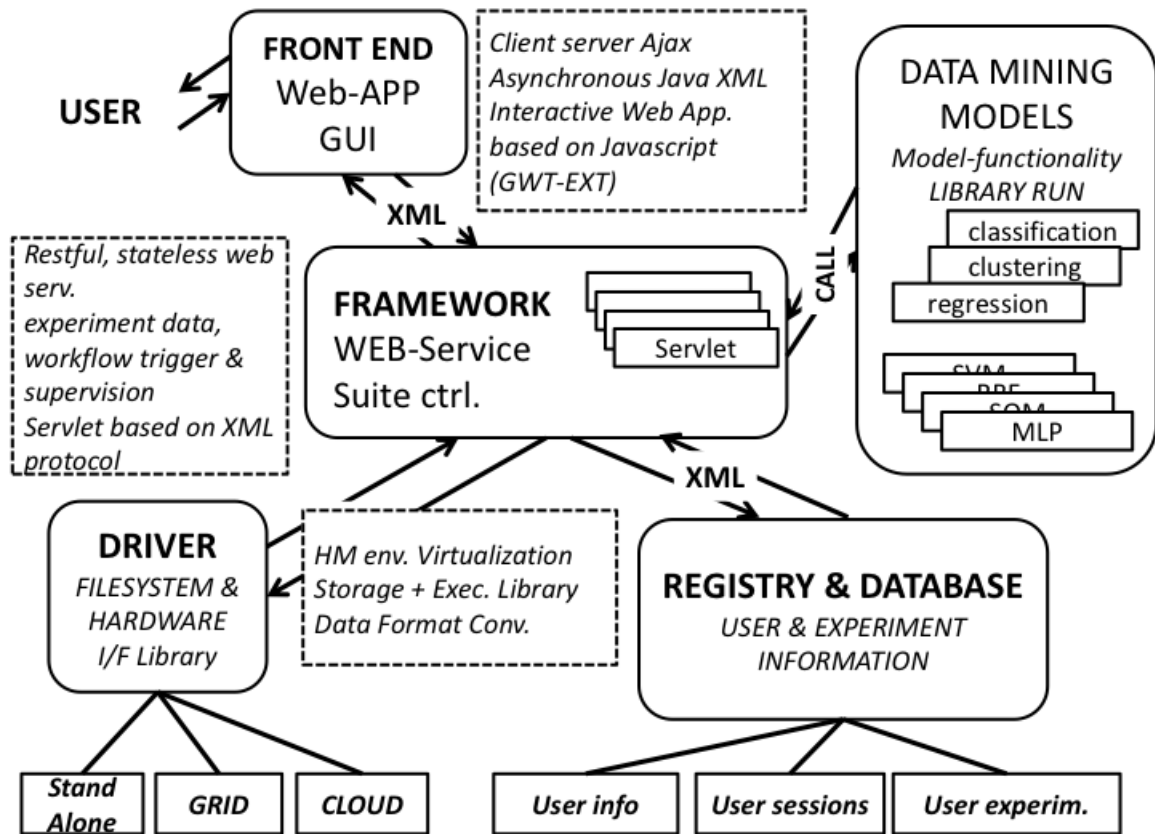 FRONT END
Web-APP
GUI
USER
Client server Ajax
Asynchronous Java XML
Interactive Web App.
based on Javascript
(GWT-EXT)
DATA MINING
MODELS
Model-functionality
LIBRARY RUN
classification
clustering
regression
SVM
RBF
SOM
MLP
XML
CALL
Restful, stateless web
serv.
experiment data,
workflow trigger &
supervision
Servlet based on XML
protocol
FRAMEWORK
WEB-Service
Suite ctrl.
Servlet
XML
DRIVER
FILESYSTEM &
HARDWARE
I/F Library
HM env. Virtualization
Storage + Exec. Library
Data Format Conv.
REGISTRY & DATABASE
USER & EXPERIMENT
INFORMATION
Stand
Alone
GRID
CLOUD
User info
User sessions
User experim.